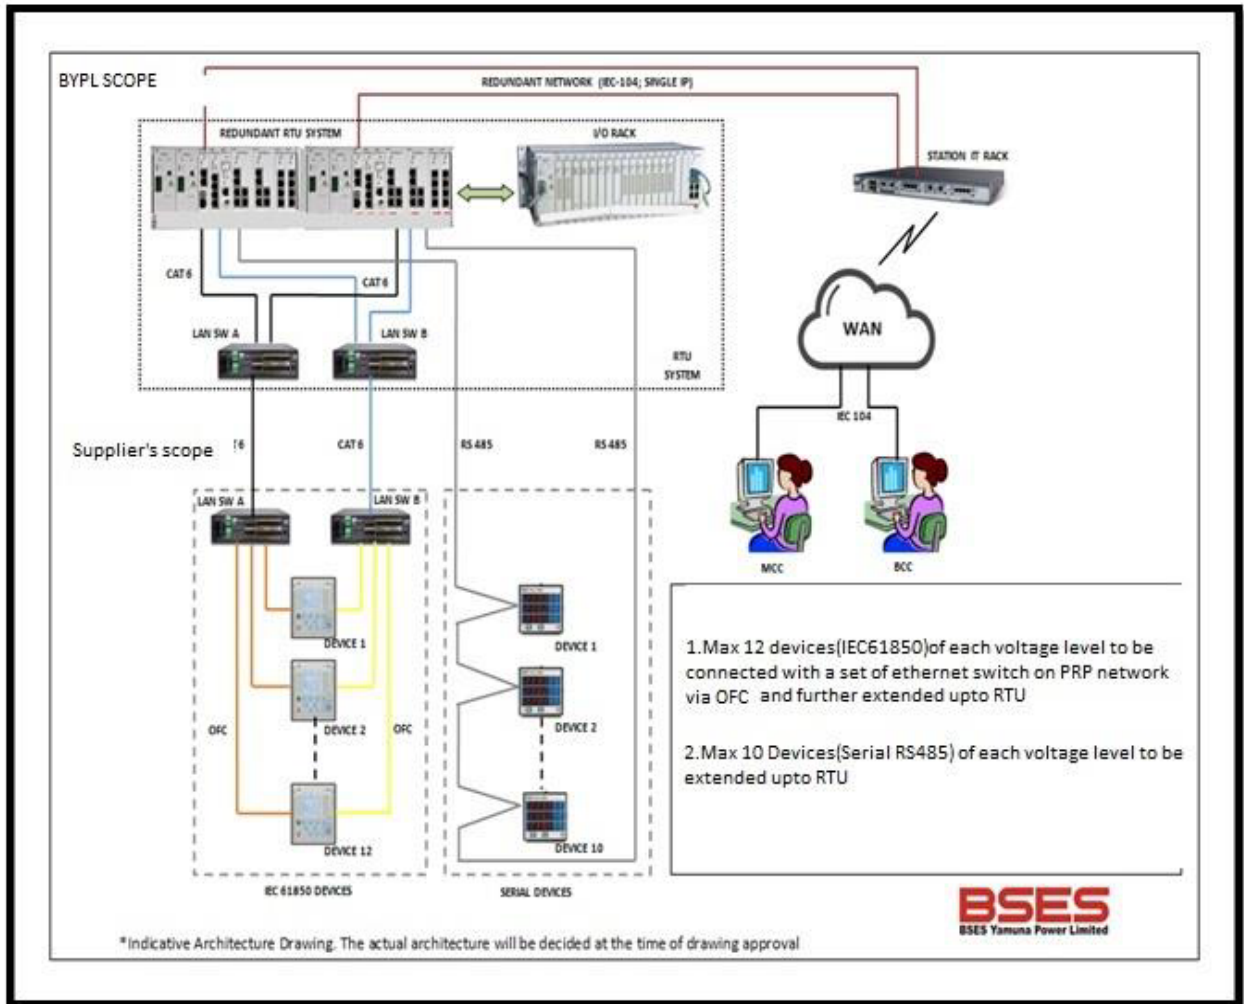 BYPL SCOPE
REDUNDANT NETWORK (IEC-104; SINGLE IP)
REDUNDANT RTU SYSTEM
I/O RACK
STATION IT RACK
CAT 6
CAT 6
WAN
LAN SW A
LAN SW B
RTU
SYSTEM
IEC 104
Supplier's scope
T 6
CAT 6
RS 485
RS 485
LAN SW A
LAN SW B
MCC
BCC
DEVICE 1
DEVICE 1
1.Max 12 devices(IEC61850)of each voltage level to be
connected with a set of ethernet switch on PRP network
via OFC and further extended upto RTU
OFC
DEVICE 2
OFC
DEVICE 2
2.Max 10 Devices(Serial RS485) of each voltage level to be
extended upto RTU
DEVICE 12
DEVICE 10
IEC 61850 DEVICES
SERIAL DEVICES
BSES
BSES Yamuna Power Limited
*Indicative Architecture Drawing. The actual architecture will be decided at the time of drawing approval